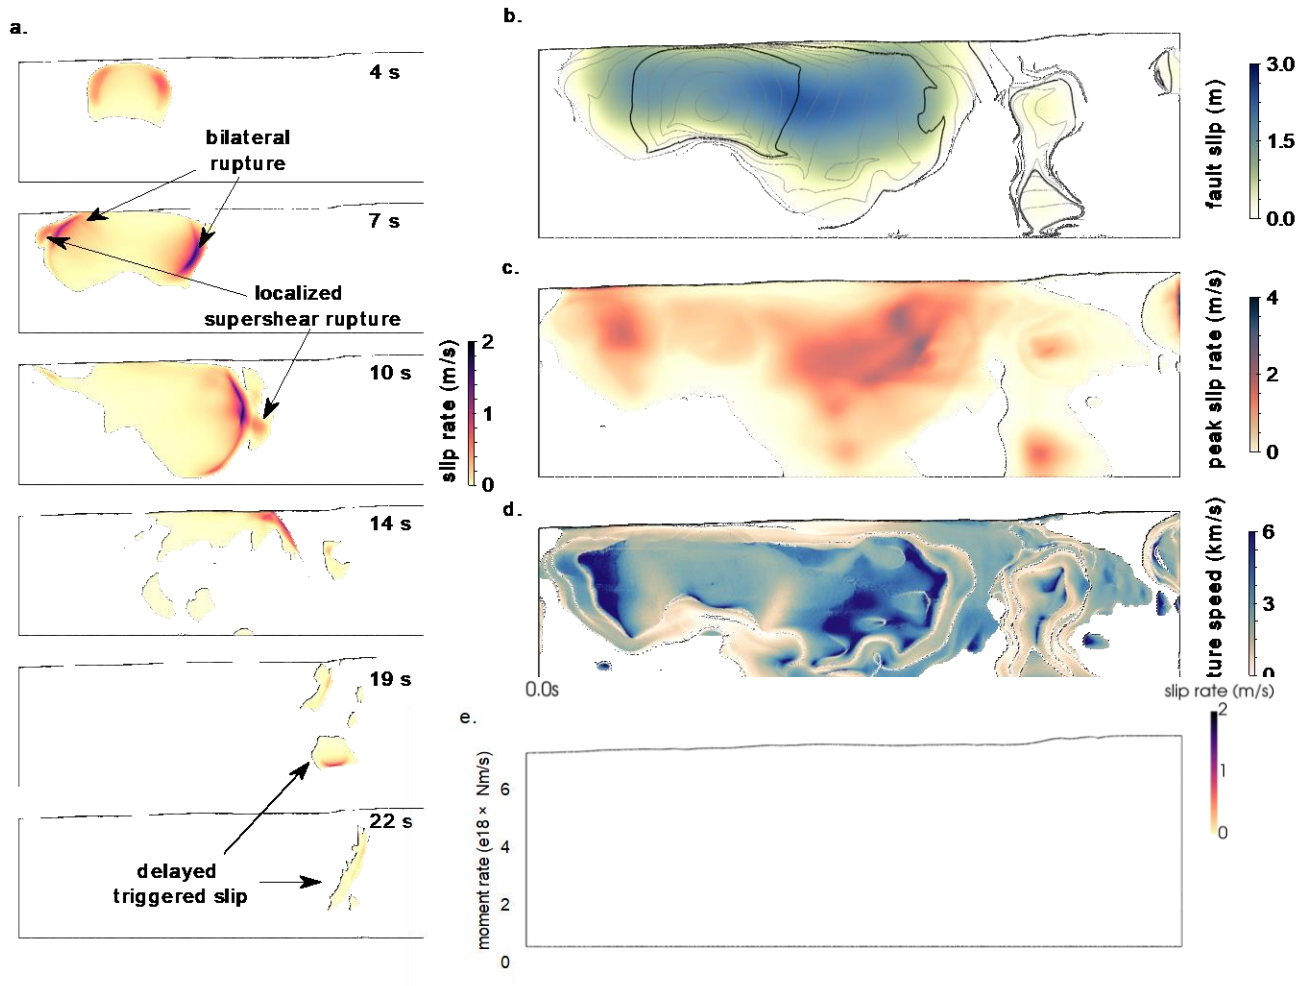 a.
4 s
bilateral
rupture
7 s
localized
supershear rupture
10 s
slip rate (m/s)
2
1
0
14 s
19 s
22 s
delayed
triggered slip
b.
fault slip (m)
3.0
1.5
0.0
c.
peak slip rate (m/s)
4
2
0
d.
ture speed (km/s)
6
3
0
0.0s
slip rate (m/s)
2
1
0
e.
moment rate (e18 × Nm/s)
6
4
2
0